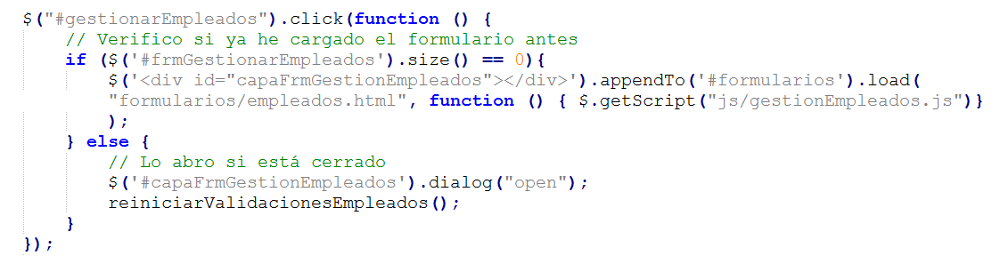 $("#gestionarEmpleados").click(function () {
    // Verifico si ya he cargado el formulario antes
    if ($('#frmGestionarEmpleados').size() == 0){
        $('<div id="capaFrmGestionEmpleados"></div>').appendTo('#formularios').load(
        "formularios/empleados.html", function () { $.getScript("js/gestionEmpleados.js")}
        );
    } else {
        // Lo abro si está cerrado
        $('#capaFrmGestionEmpleados').dialog("open");
        reiniciarValidacionesEmpleados();
    }
});